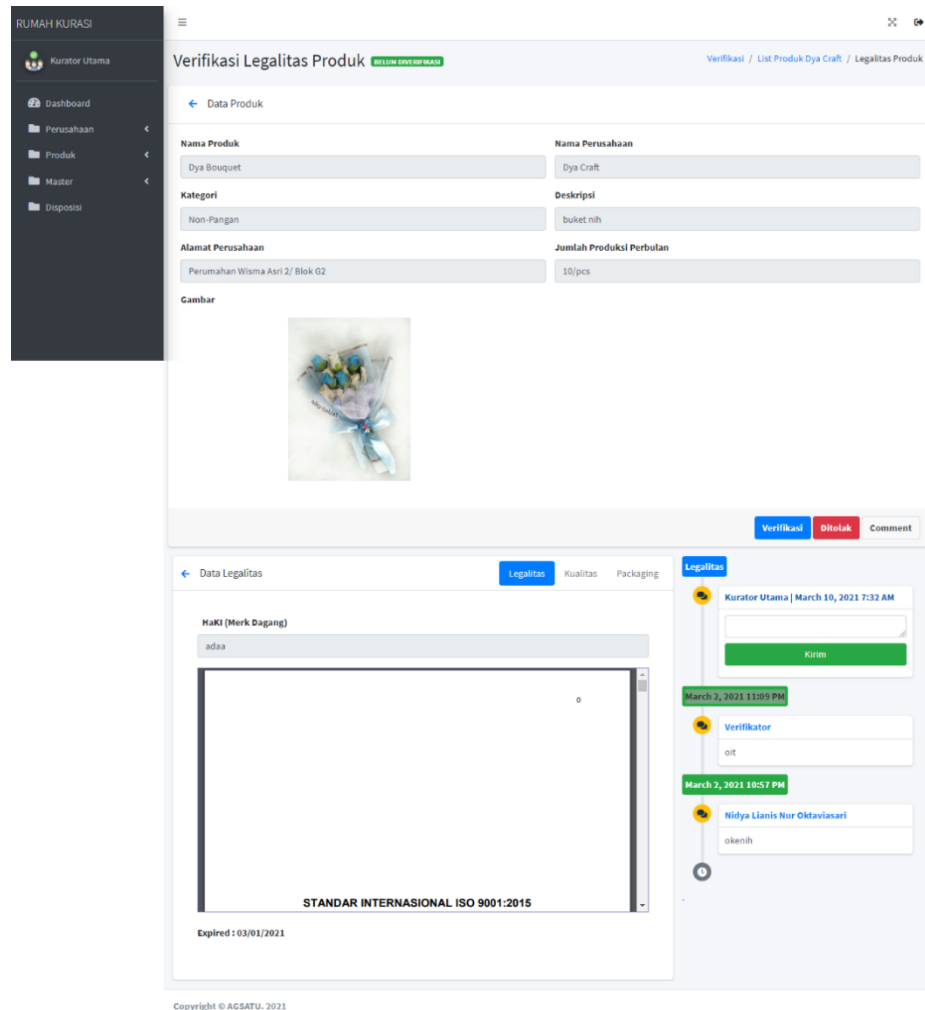 RUMAH KURASI
Kurator Utama
Dashboard
Perusahaan
Produk
Master
Disposisi
Verifikasi Legalitas Produk BELUM DIVERIFIKASI
Verifikasi / List Produk Dya Craft / Legalitas Produk
Data Produk
Nama Produk
Dya Bouquet
Nama Perusahaan
Dya Craft
Kategori
Non-Pangan
Deskripsi
buket nih
Alamat Perusahaan
Perumahan Wisma Asri 2/ Blok G2
Jumlah Produksi Perbulan
10/pcs
Gambar
Verifikasi Ditolak Comment
Data Legalitas
Legalitas Kualitas Packaging
HaKI (Merk Dagang)
adaa
0
STANDAR INTERNASIONAL ISO 9001:2015
Expired : 03/01/2021
Legalitas
Kurator Utama | March 10, 2021 7:32 AM
Kirim
March 2, 2021 11:09 PM
Verifikator
oit
March 2, 2021 10:57 PM
Nidya Lianis Nur Oktaviasari
okenih
.
Copyright © AGSATU. 2021